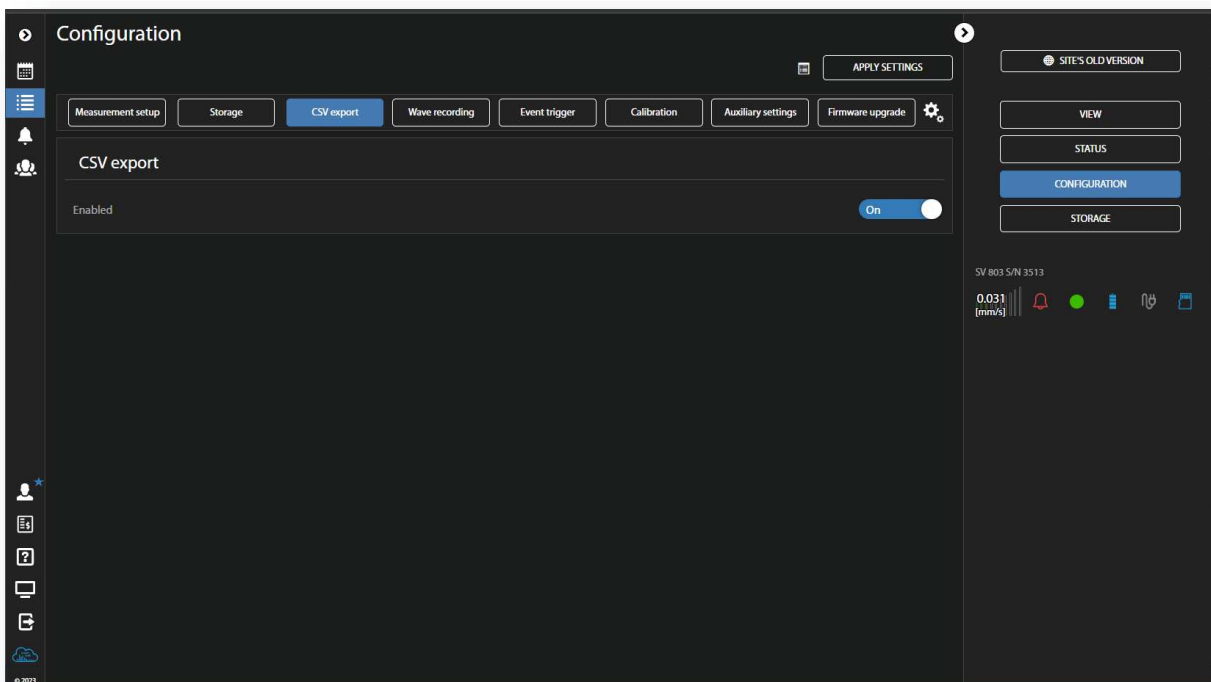 Configuration
APPLY SETTINGS
Measurement setup
Storage
CSV export
Wave recording
Event trigger
Calibration
Auxiliary settings
Firmware upgrade
CSV export
Enabled
On
SITE'S OLD VERSION
VIEW
STATUS
CONFIGURATION
STORAGE
SV 803 S/N 3513
0.031
[mm/s]
© 2023